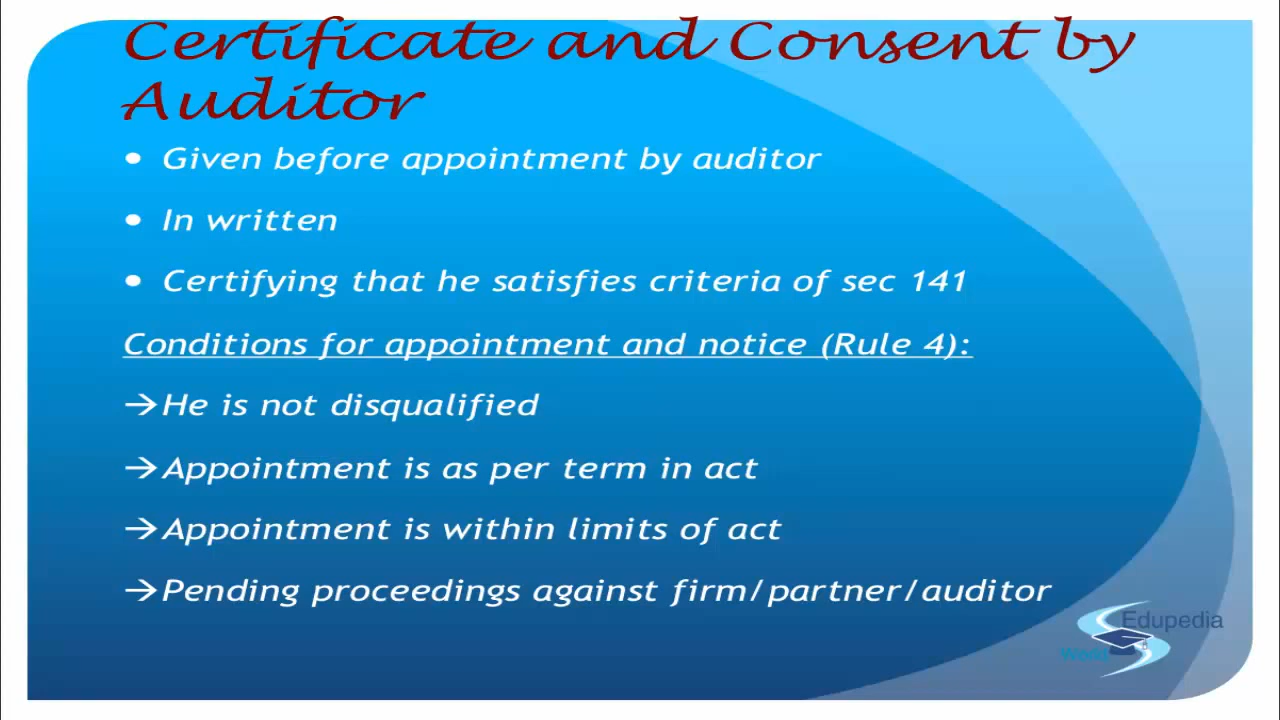 Certificate and Consent by
Auditor
• Given before appointment by auditor
• In written
• Certifying that he satisfies criteria of sec 141
Conditions for appointment and notice (Rule 4):
→He is not disqualified
→Appointment is as per term in act
→Appointment is within limits of act
→Pending proceedings against firm/partner/auditor
Edupedia
World